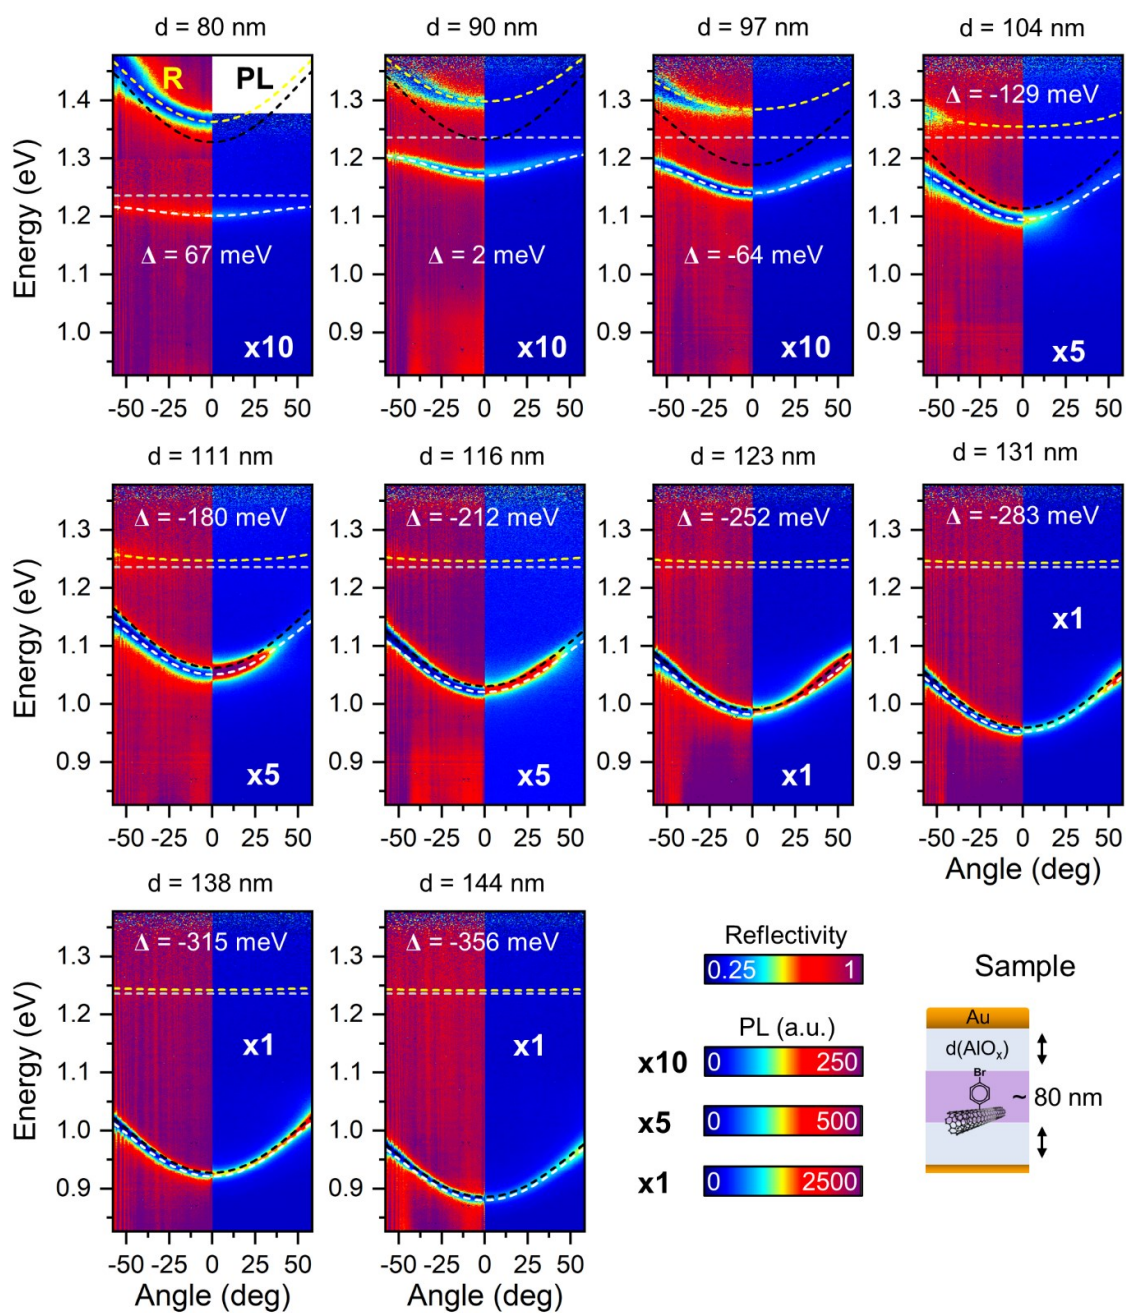 d = 80 nm
d = 90 nm
d = 97 nm
d = 104 nm
Energy (eV)
1.4
1.3
1.2
1.1
1.0
R
PL
Δ = 67 meV
x10
-50 -25 0 25 50
1.3
1.2
1.1
1.0
0.9
Δ = 2 meV
x10
-50 -25 0 25 50
1.3
1.2
1.1
1.0
0.9
Δ = -64 meV
x10
-50 -25 0 25 50
1.3
1.2
1.1
1.0
0.9
Δ = -129 meV
x5
-50 -25 0 25 50
d = 111 nm
d = 116 nm
d = 123 nm
d = 131 nm
Energy (eV)
1.3
1.2
1.1
1.0
0.9
Δ = -180 meV
x5
-50 -25 0 25 50
1.3
1.2
1.1
1.0
0.9
Δ = -212 meV
x5
-50 -25 0 25 50
1.3
1.2
1.1
1.0
0.9
Δ = -252 meV
x1
-50 -25 0 25 50
1.3
1.2
1.1
1.0
0.9
Δ = -283 meV
x1
-50 -25 0 25 50
Angle (deg)
d = 138 nm
d = 144 nm
Energy (eV)
1.3
1.2
1.1
1.0
0.9
Δ = -315 meV
x1
-50 -25 0 25 50
Angle (deg)
1.3
1.2
1.1
1.0
0.9
Δ = -356 meV
x1
-50 -25 0 25 50
Angle (deg)
Reflectivity
0.25 1
PL (a.u.)
x10 0 250
x5 0 500
x1 0 2500
Sample
Au
d(AlOₓ)
Br
~ 80 nm